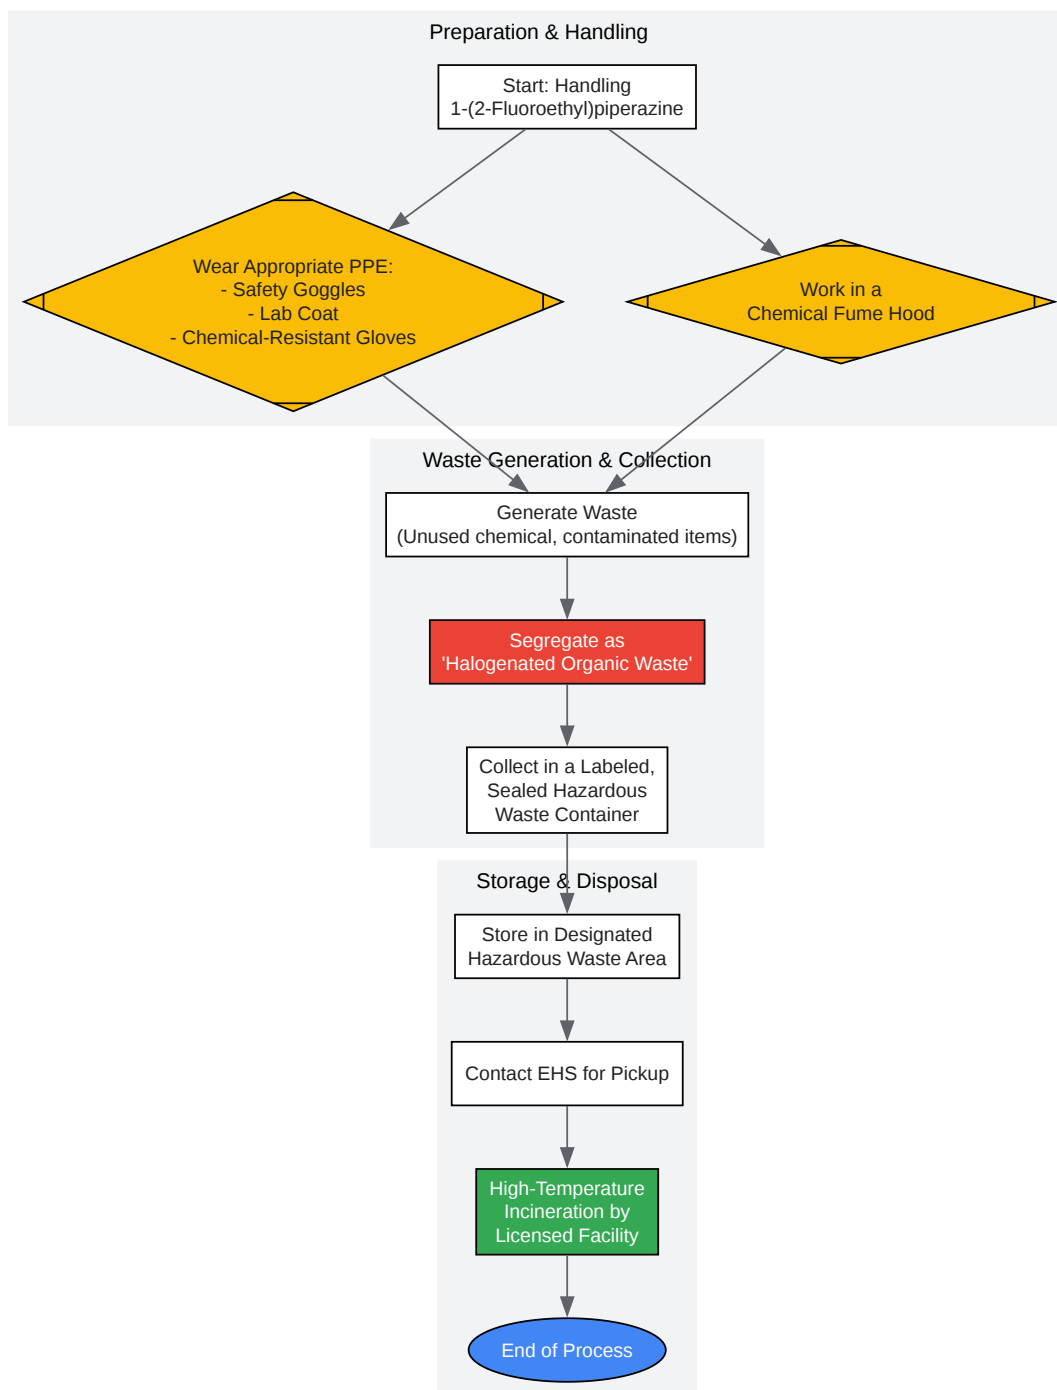 Preparation & Handling
Start: Handling
1-(2-Fluoroethyl)piperazine
Wear Appropriate PPE:
- Safety Goggles
- Lab Coat
- Chemical-Resistant Gloves
Work in a
Chemical Fume Hood
Waste Generation & Collection
Generate Waste
(Unused chemical, contaminated items)
Segregate as
'Halogenated Organic Waste'
Collect in a Labeled,
Sealed Hazardous
Waste Container
Storage & Disposal
Store in Designated
Hazardous Waste Area
Contact EHS for Pickup
High-Temperature
Incineration by
Licensed Facility
End of Process